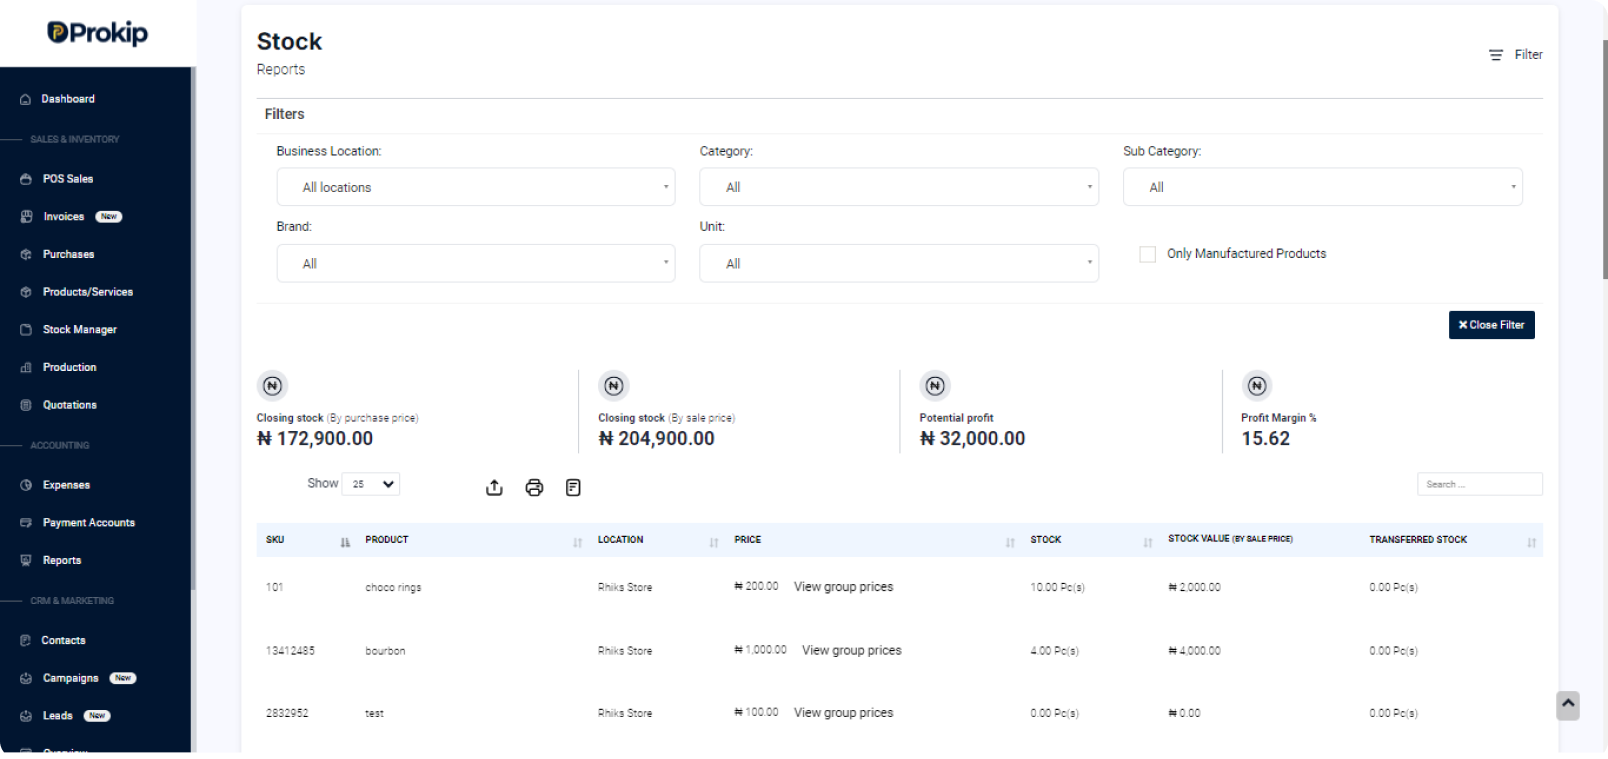 Prokip
Dashboard
SALES & INVENTORY
POS Sales
Invoices New
Purchases
Products/Services
Stock Manager
Production
Quotations
ACCOUNTING
Expenses
Payment Accounts
Reports
CRM & MARKETING
Contacts
Campaigns New
Leads New
Overview
Stock
Reports
Filter
Filters
Business Location: Category: Sub Category:
All locations All All
Brand: Unit:
All All Only Manufactured Products
× Close Filter
Closing stock (By purchase price) Closing stock (By sale price) Potential profit Profit Margin %
₦ 172,900.00 ₦ 204,900.00 ₦ 32,000.00 15.62
Show 25 Search ...
SKU PRODUCT LOCATION PRICE STOCK STOCK VALUE (BY SALE PRICE) TRANSFERRED STOCK
101 choco rings Rhiks Store ₦ 200.00 View group prices 10.00 Pc(s) ₦ 2,000.00 0.00 Pc(s)
13412485 bourbon Rhiks Store ₦ 1,000.00 View group prices 4.00 Pc(s) ₦ 4,000.00 0.00 Pc(s)
2832952 test Rhiks Store ₦ 100.00 View group prices 0.00 Pc(s) ₦ 0.00 0.00 Pc(s)